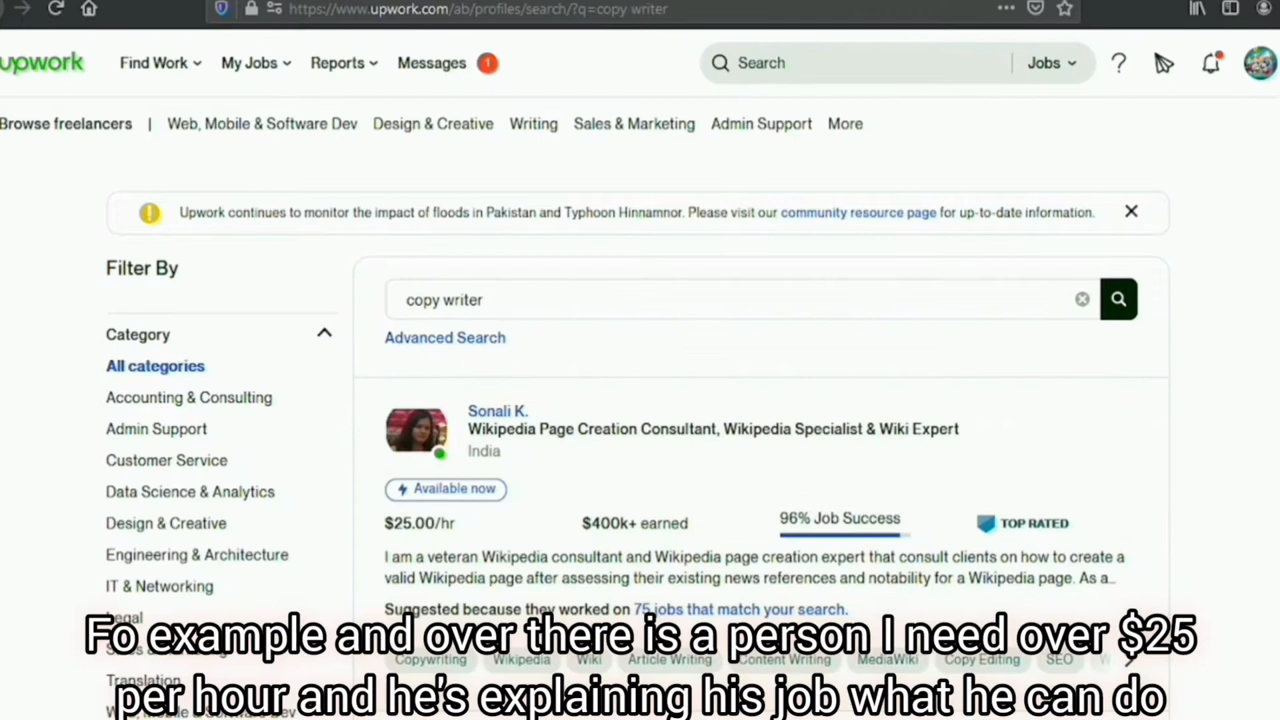 https://www.upwork.com/ab/profiles/search/?q=copy writer
upwork Find Work My Jobs Reports Messages 1 Search Jobs
Browse freelancers | Web, Mobile & Software Dev Design & Creative Writing Sales & Marketing Admin Support More
Upwork continues to monitor the impact of floods in Pakistan and Typhoon Hinnamnor. Please visit our community resource page for up-to-date information.
Filter By
Category
All categories
Accounting & Consulting
Admin Support
Customer Service
Data Science & Analytics
Design & Creative
Engineering & Architecture
IT & Networking
Legal
Translation
copy writer
Advanced Search
Sonali K.
Wikipedia Page Creation Consultant, Wikipedia Specialist & Wiki Expert
India
Available now
$25.00/hr $400k+ earned 96% Job Success TOP RATED
I am a veteran Wikipedia consultant and Wikipedia page creation expert that consult clients on how to create a
valid Wikipedia page after assessing their existing news references and notability for a Wikipedia page. As a...
Suggested because they worked on 75 jobs that match your search.
Copywriting Wikipedia Wiki Article Writing Content Writing MediaWiki Copy Editing SEO W
Fo example and over there is a person I need over $25
per hour and he's explaining his job what he can do